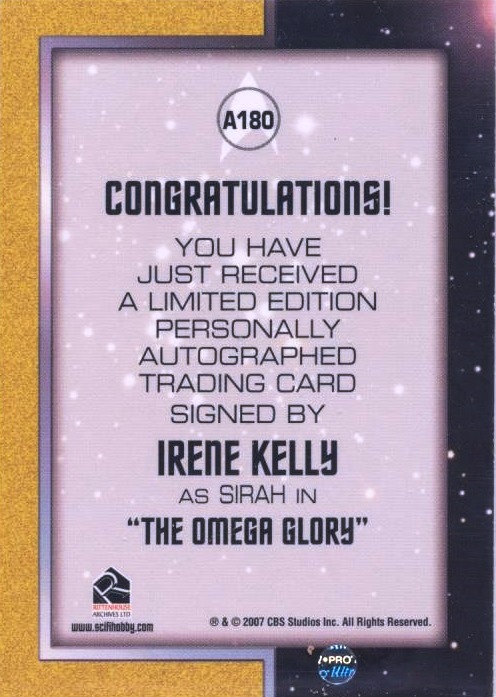 A180
CONGRATULATIONS!
YOU HAVE
JUST RECEIVED
A LIMITED EDITION
PERSONALLY
AUTOGRAPHED
TRADING CARD
SIGNED BY
IRENE KELLY
AS SIRAH IN
"THE OMEGA GLORY"
RITTENHOUSE
ARCHIVES LTD
www.scifihobby.com
® & © 2007 CBS Studios Inc. All Rights Reserved.
PRO
Ultra